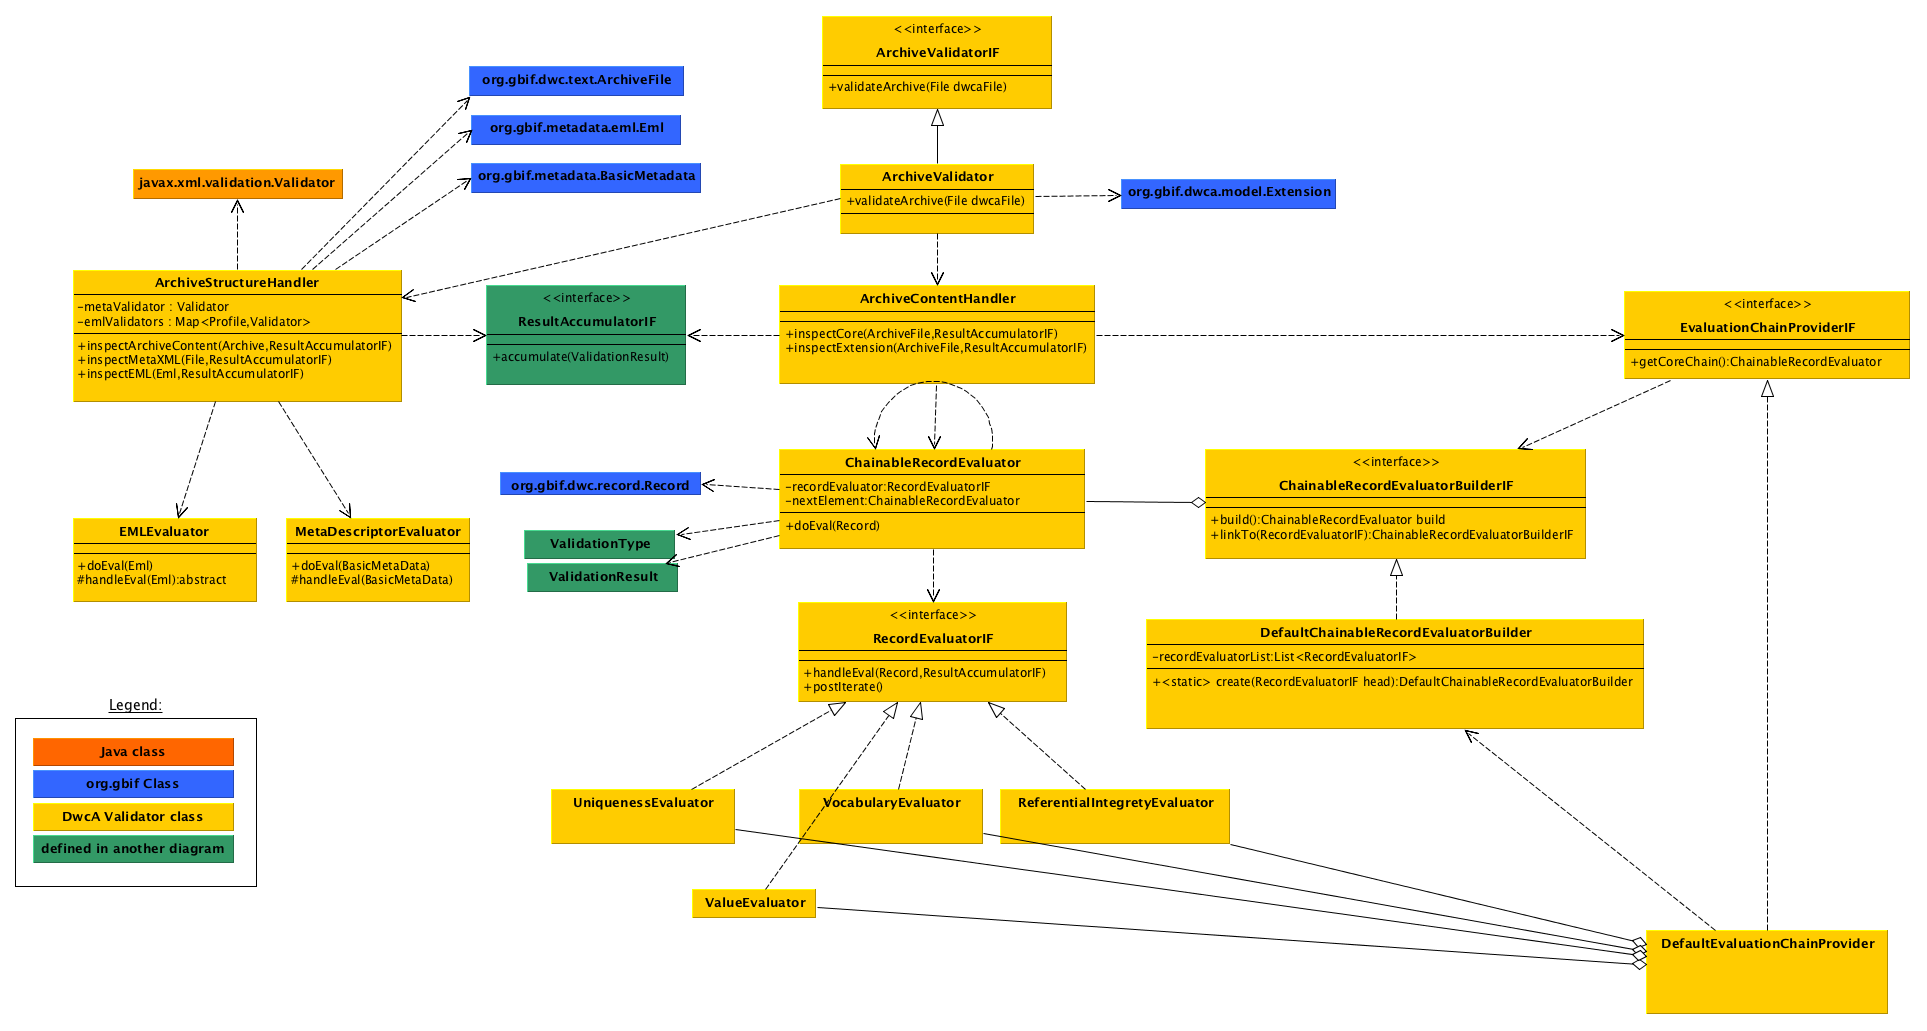 <<interface>>
ArchiveValidatorIF
+validateArchive(File dwcaFile)
org.gbif.dwc.text.ArchiveFile
org.gbif.metadata.eml.Eml
org.gbif.metadata.BasicMetadata
javax.xml.validation.Validator
ArchiveValidator
+validateArchive(File dwcaFile)
org.gbif.dwca.model.Extension
ArchiveStructureHandler
-metaValidator : Validator
-emlValidators : Map<Profile,Validator>
+inspectArchiveContent(Archive,ResultAccumulatorIF)
+inspectMetaXML(File,ResultAccumulatorIF)
+inspectEML(Eml,ResultAccumulatorIF)
<<interface>>
ResultAccumulatorIF
+accumulate(ValidationResult)
ArchiveContentHandler
+inspectCore(ArchiveFile,ResultAccumulatorIF)
+inspectExtension(ArchiveFile,ResultAccumulatorIF)
<<interface>>
EvaluationChainProviderIF
+getCoreChain():ChainableRecordEvaluator
ChainableRecordEvaluator
-recordEvaluator:RecordEvaluatorIF
-nextElement:ChainableRecordEvaluator
+doEval(Record)
org.gbif.dwc.record.Record
ValidationType
ValidationResult
<<interface>>
ChainableRecordEvaluatorBuilderIF
+build():ChainableRecordEvaluator build
+linkTo(RecordEvaluatorIF):ChainableRecordEvaluatorBuilderIF
EMLEvaluator
+doEval(Eml)
#handleEval(Eml):abstract
MetaDescriptorEvaluator
+doEval(BasicMetaData)
#handleEval(BasicMetaData)
<<interface>>
RecordEvaluatorIF
+handleEval(Record,ResultAccumulatorIF)
+postIterate()
DefaultChainableRecordEvaluatorBuilder
-recordEvaluatorList:List<RecordEvaluatorIF>
+<static> create(RecordEvaluatorIF head):DefaultChainableRecordEvaluatorBuilder
UniquenessEvaluator
VocabularyEvaluator
ReferentialIntegretyEvaluator
ValueEvaluator
DefaultEvaluationChainProvider
Legend:
Java class
org.gbif Class
DwcA Validator class
defined in another diagram